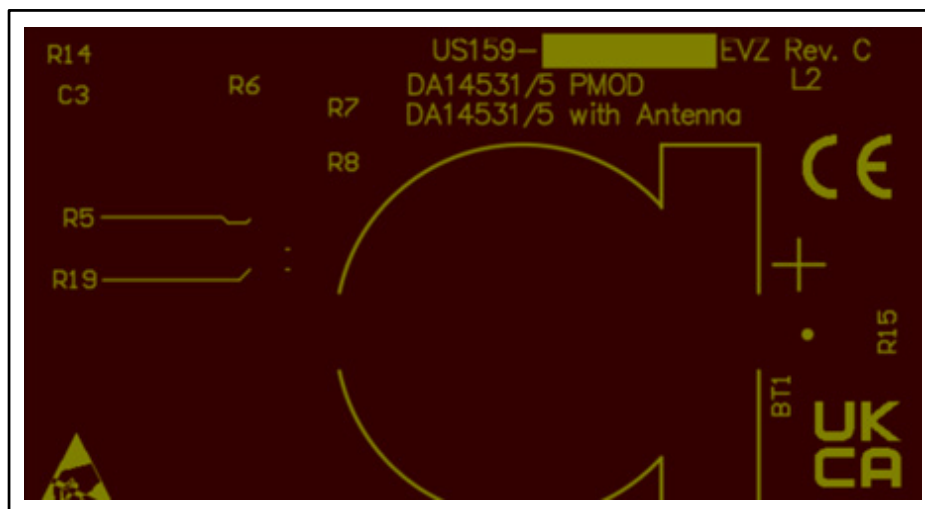 R14
US159- EVZ Rev. C
C3
R6
DA14531/5 PMOD
L2
R7
DA14531/5 with Antenna
R8
CE
R5
R19
R15
BT1
UK
CA